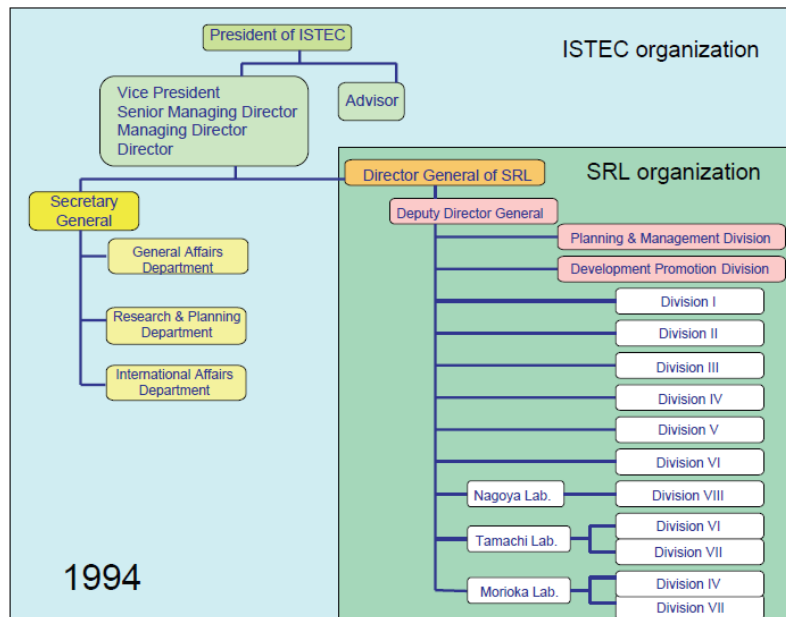 President of ISTEC
ISTEC organization
Vice President
Senior Managing Director
Managing Director
Director
Advisor
Director General of SRL
SRL organization
Secretary
General
Deputy Director General
General Affairs
Department
Planning & Management Division
Development Promotion Division
Research & Planning
Department
International Affairs
Department
Division I
Division II
Division III
Division IV
Division V
Division VI
Nagoya Lab.
Division VIII
Tamachi Lab.
Division VI
Division VII
Morioka Lab.
Division IV
Division VII
1994